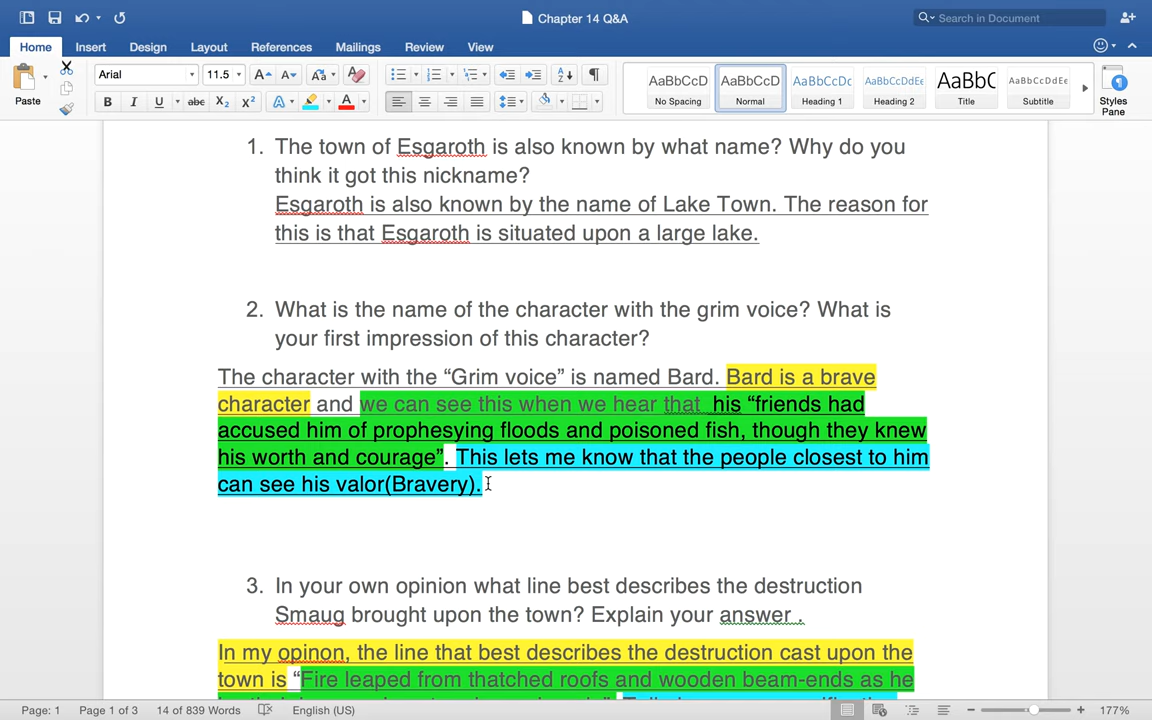 Chapter 14 Q&A
Search in Document
Home Insert Design Layout References Mailings Review View
Paste Arial 11.5
AaBbCcD AaBbCcD AaBbCcDc AaBbCcDdEe AaBbC AaBbCcDdEe
No Spacing Normal Heading 1 Heading 2 Title Subtitle
Styles Pane
1. The town of Esgaroth is also known by what name? Why do you
think it got this nickname?
Esgaroth is also known by the name of Lake Town. The reason for
this is that Esgaroth is situated upon a large lake.
2. What is the name of the character with the grim voice? What is
your first impression of this character?
The character with the “Grim voice” is named Bard. Bard is a brave
character and we can see this when we hear that his “friends had
accused him of prophesying floods and poisoned fish, though they knew
his worth and courage”. This lets me know that the people closest to him
can see his valor(Bravery).
3. In your own opinion what line best describes the destruction
Smaug brought upon the town? Explain your answer .
In my opinon, the line that best describes the destruction cast upon the
town is “Fire leaped from thatched roofs and wooden beam-ends as he
Page: 1 Page 1 of 3 14 of 839 Words English (US) 177%